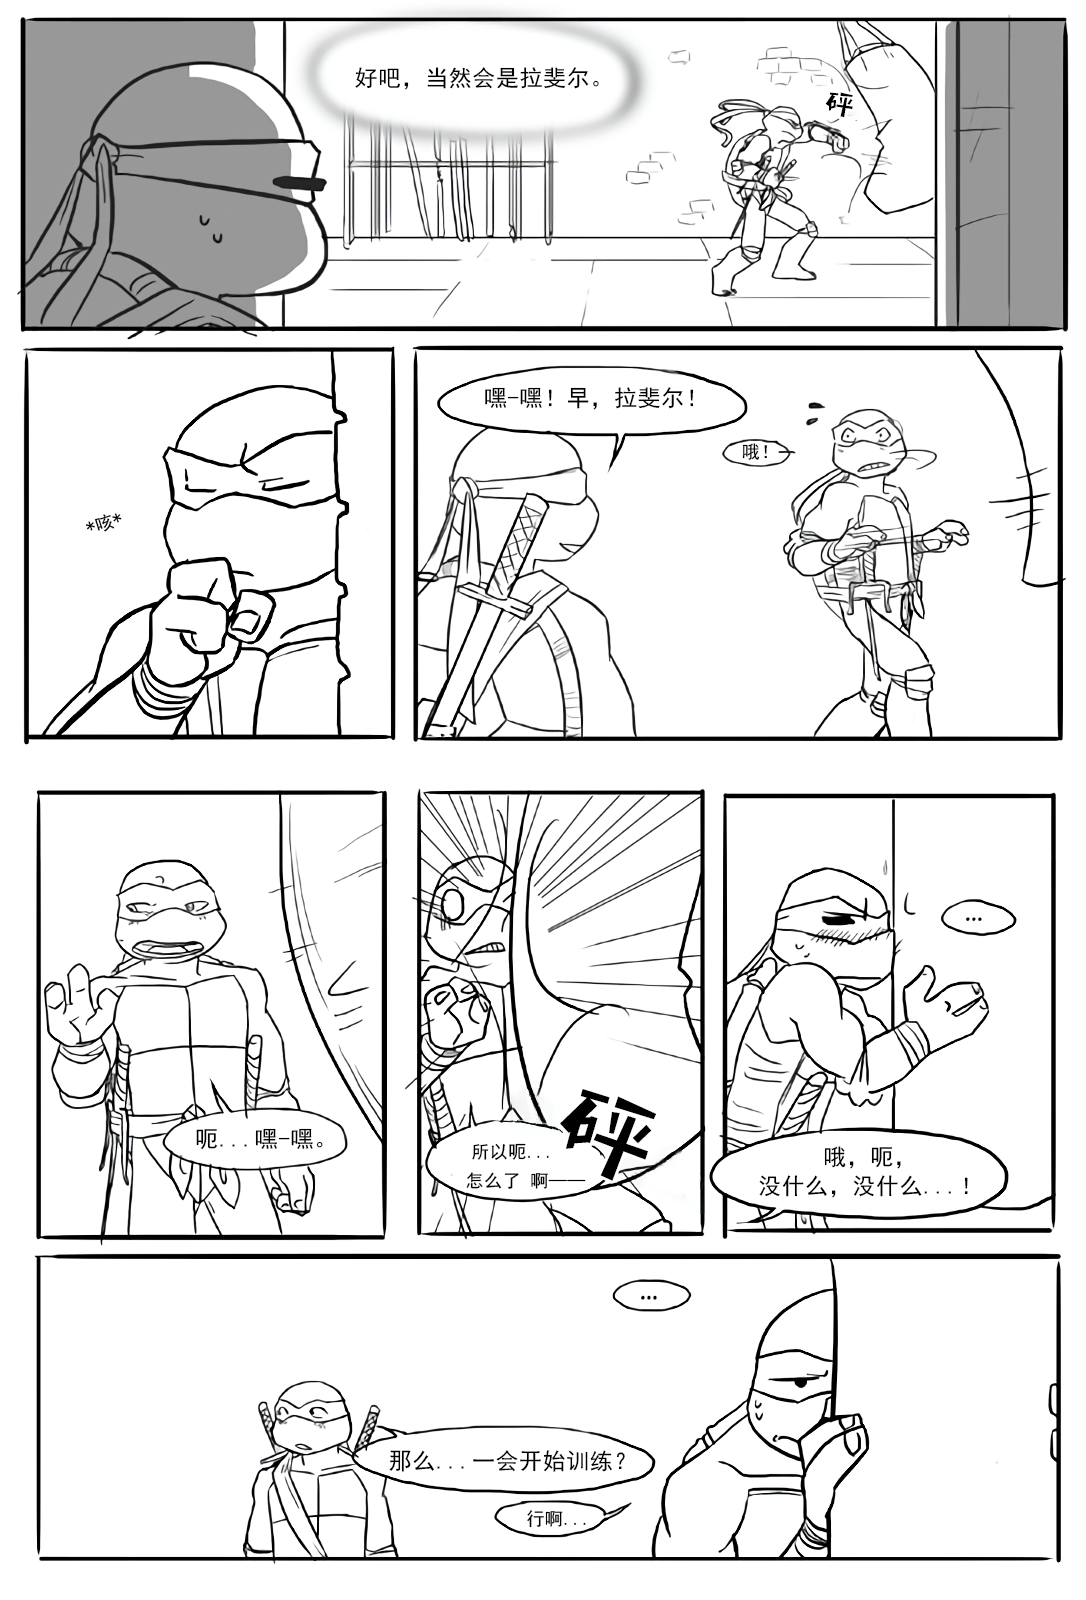 好吧，当然会是拉斐尔。
砰
*咳*
嘿-嘿！早，拉斐尔！
哦！
呃...嘿-嘿。
所以呃...
怎么了 啊——
砰
...
哦，呃，
没什么，没什么...！
...
那么...一会开始训练？
行啊...